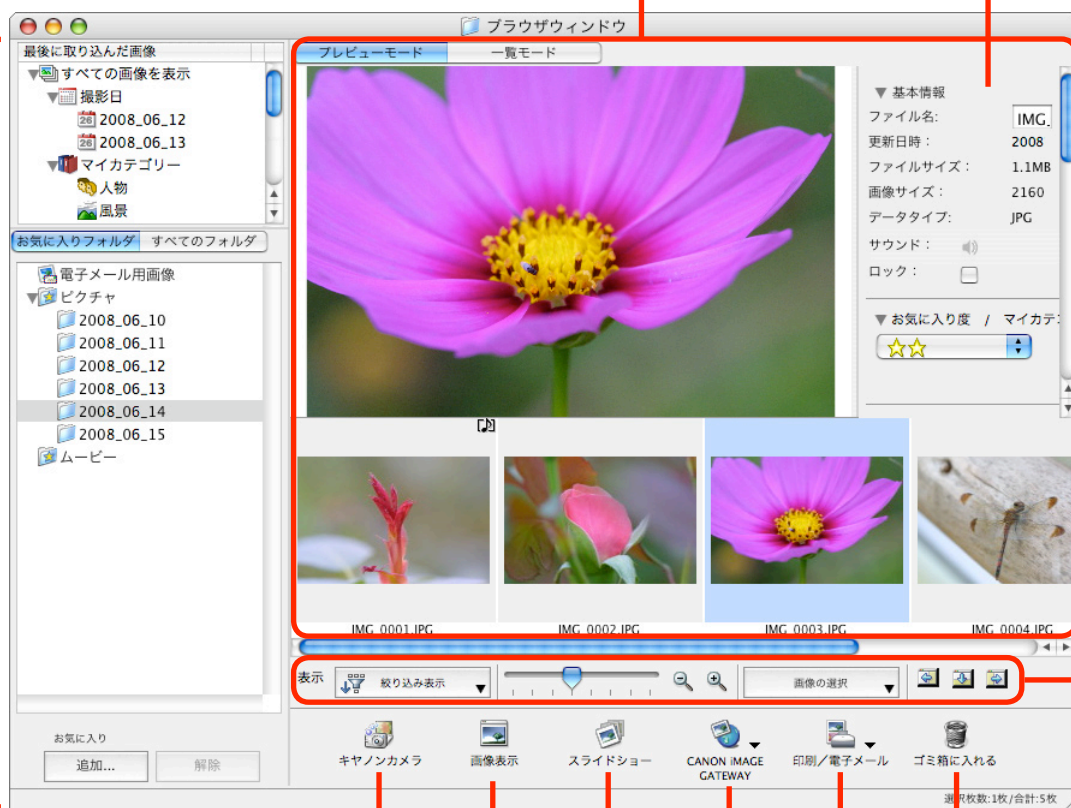 ブラウザウィンドウ
最後に取り込んだ画像
すべての画像を表示
撮影日
26 2008_06_12
26 2008_06_13
マイカテゴリー
人物
風景
お気に入りフォルダ すべてのフォルダ
電子メール用画像
ピクチャ
2008_06_10
2008_06_11
2008_06_12
2008_06_13
2008_06_14
2008_06_15
ムービー
お気に入り
追加... 解除
プレビューモード 一覧モード
基本情報
ファイル名: IMG_
更新日時： 2008
ファイルサイズ： 1.1MB
画像サイズ： 2160
データタイプ: JPG
サウンド：
ロック：
お気に入り度 / マイカテ
IMG_0001.JPG IMG_0002.JPG IMG_0003.JPG IMG_0004.JPG
表示 絞り込み表示 画像の選択
キヤノンカメラ 画像表示 スライドショー CANON iMAGE 印刷／電子メール ゴミ箱に入れる
GATEWAY
選択枚数:1枚/合計:5枚